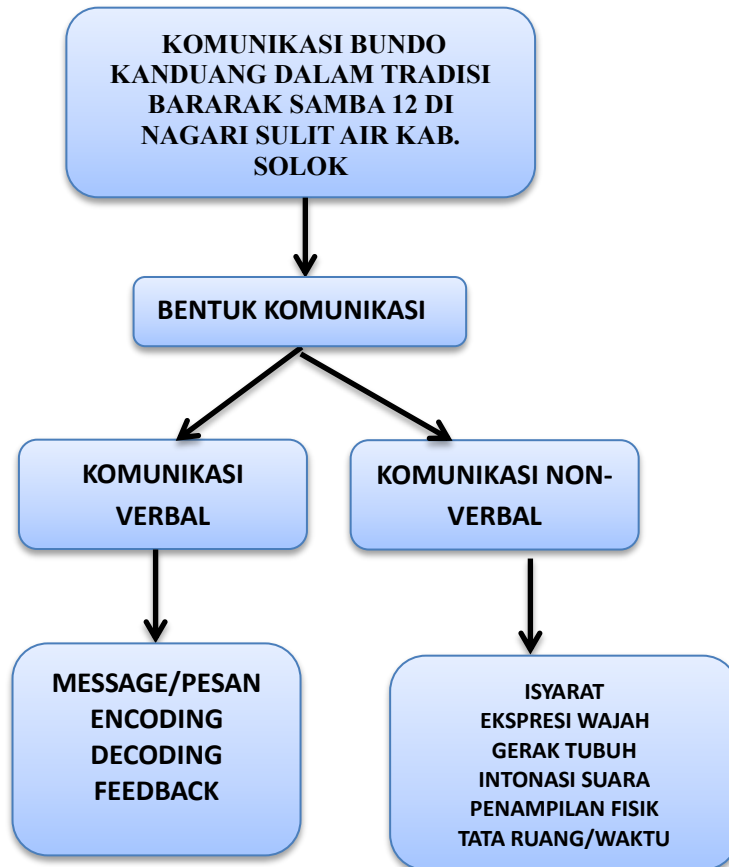 KOMUNIKASI BUNDO
KANDUANG DALAM TRADISI
BARARAK SAMBA 12 DI
NAGARI SULIT AIR KAB.
SOLOK
BENTUK KOMUNIKASI
KOMUNIKASI
VERBAL
KOMUNIKASI NON-
VERBAL
MESSAGE/PESAN
ENCODING
DECODING
FEEDBACK
ISYARAT
EKSPRESI WAJAH
GERAK TUBUH
INTONASI SUARA
PENAMPILAN FISIK
TATA RUANG/WAKTU